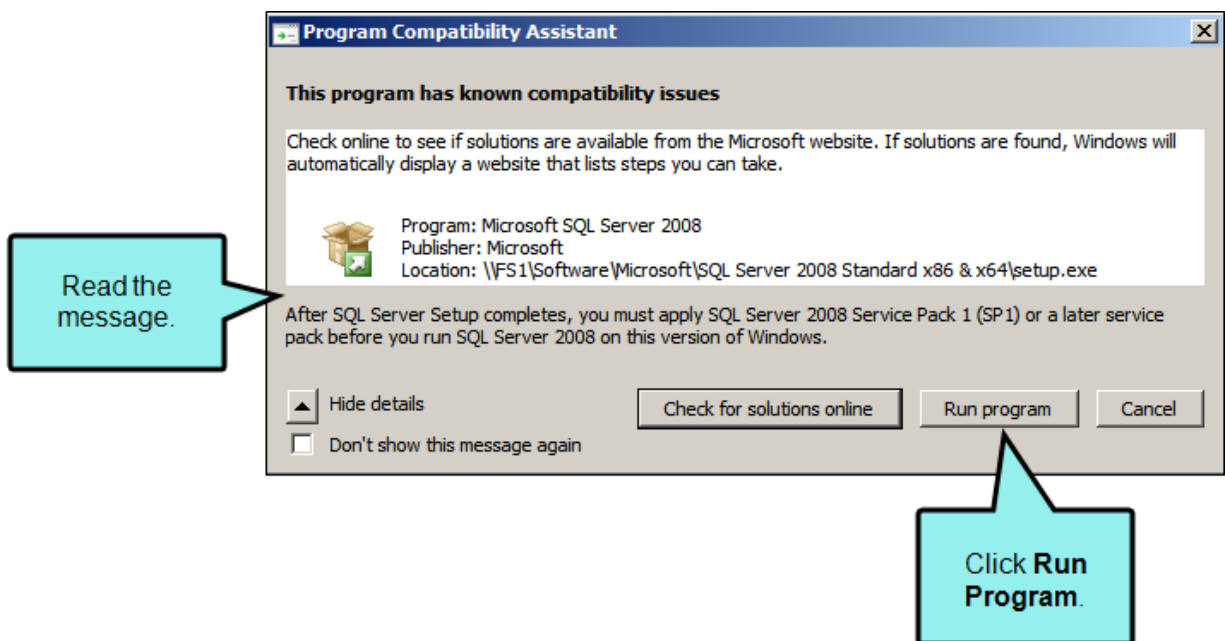 Program Compatibility Assistant
This program has known compatibility issues
Check online to see if solutions are available from the Microsoft website. If solutions are found, Windows will
automatically display a website that lists steps you can take.
Program: Microsoft SQL Server 2008
Publisher: Microsoft
Location: \\FS1\Software\Microsoft\SQL Server 2008 Standard x86 & x64\setup.exe
Read the
message.
After SQL Server Setup completes, you must apply SQL Server 2008 Service Pack 1 (SP1) or a later service
pack before you run SQL Server 2008 on this version of Windows.
Hide details
Check for solutions online
Run program
Cancel
Don't show this message again
Click Run
Program.